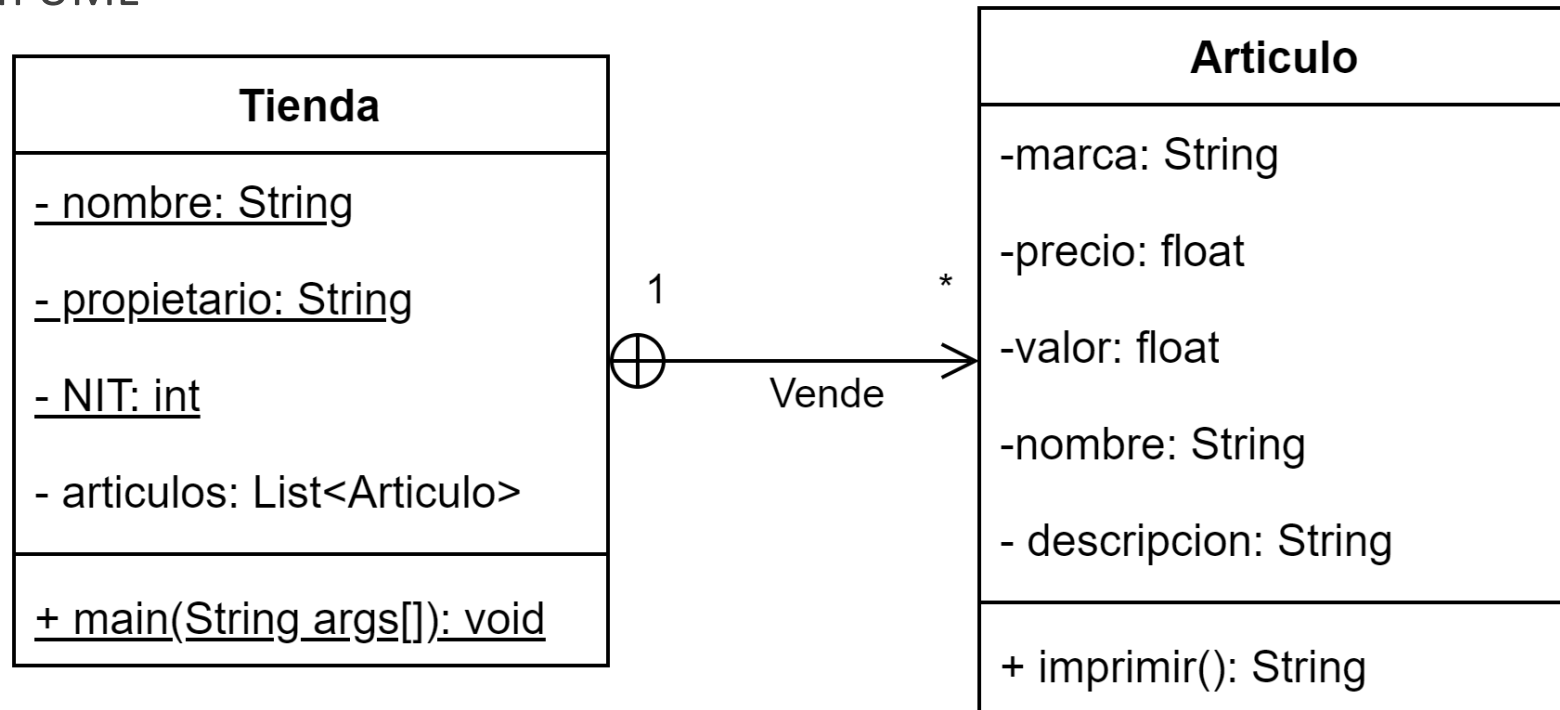 Tienda
- nombre: String
- propietario: String
- NIT: int
- articulos: List<Articulo>
+ main(String args[]): void
1
*
Vende
Articulo
-marca: String
-precio: float
-valor: float
-nombre: String
- descripcion: String
+ imprimir(): String